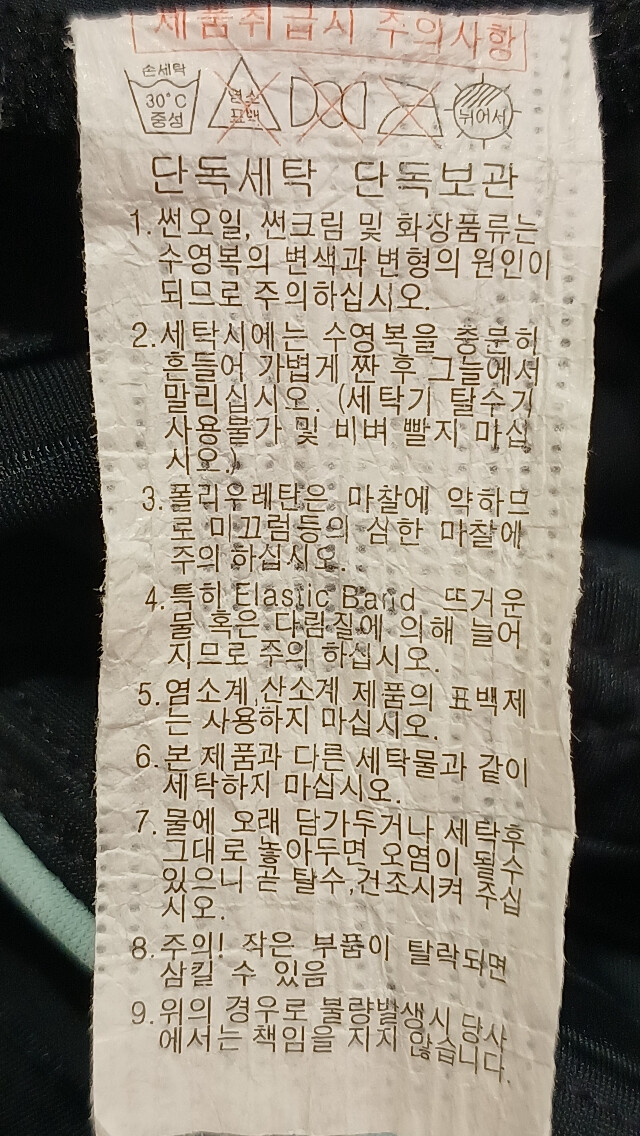 제품취급시 주의사항
손세탁
30°C
중성
염소
표백
뉘어서
단독세탁 단독보관
1.썬오일, 썬크림 및 화장품류는
수영복의 변색과 변형의 원인이
되므로 주의하십시오.
2.세탁시에는 수영복을 충분히
흔들어 가볍게 짠 후 그늘에서
말리십시오. (세탁기 탈수기
사용불가 및 비벼 빨지 마십
시오.)
3.폴리우레탄은 마찰에 약하므
로 미끄럼등의 심한 마찰에
주의 하십시오.
4.특히 Elastic Band 뜨거운
물 혹은 다림질에 의해 늘어
지므로 주의 하십시오.
5.염소계,산소계 제품의 표백제
는 사용하지 마십시오.
6.본 제품과 다른 세탁물과 같이
세탁하지 마십시오.
7.물에 오래 담가두거나 세탁후
그대로 놓아두면 오염이 될수
있으니 곧 탈수,건조시켜 주십
시오.
8.주의! 작은 부품이 탈락되면
삼킬 수 있음
9.위의 경우로 불량발생시 당사
에서는 책임을 지지 않습니다.